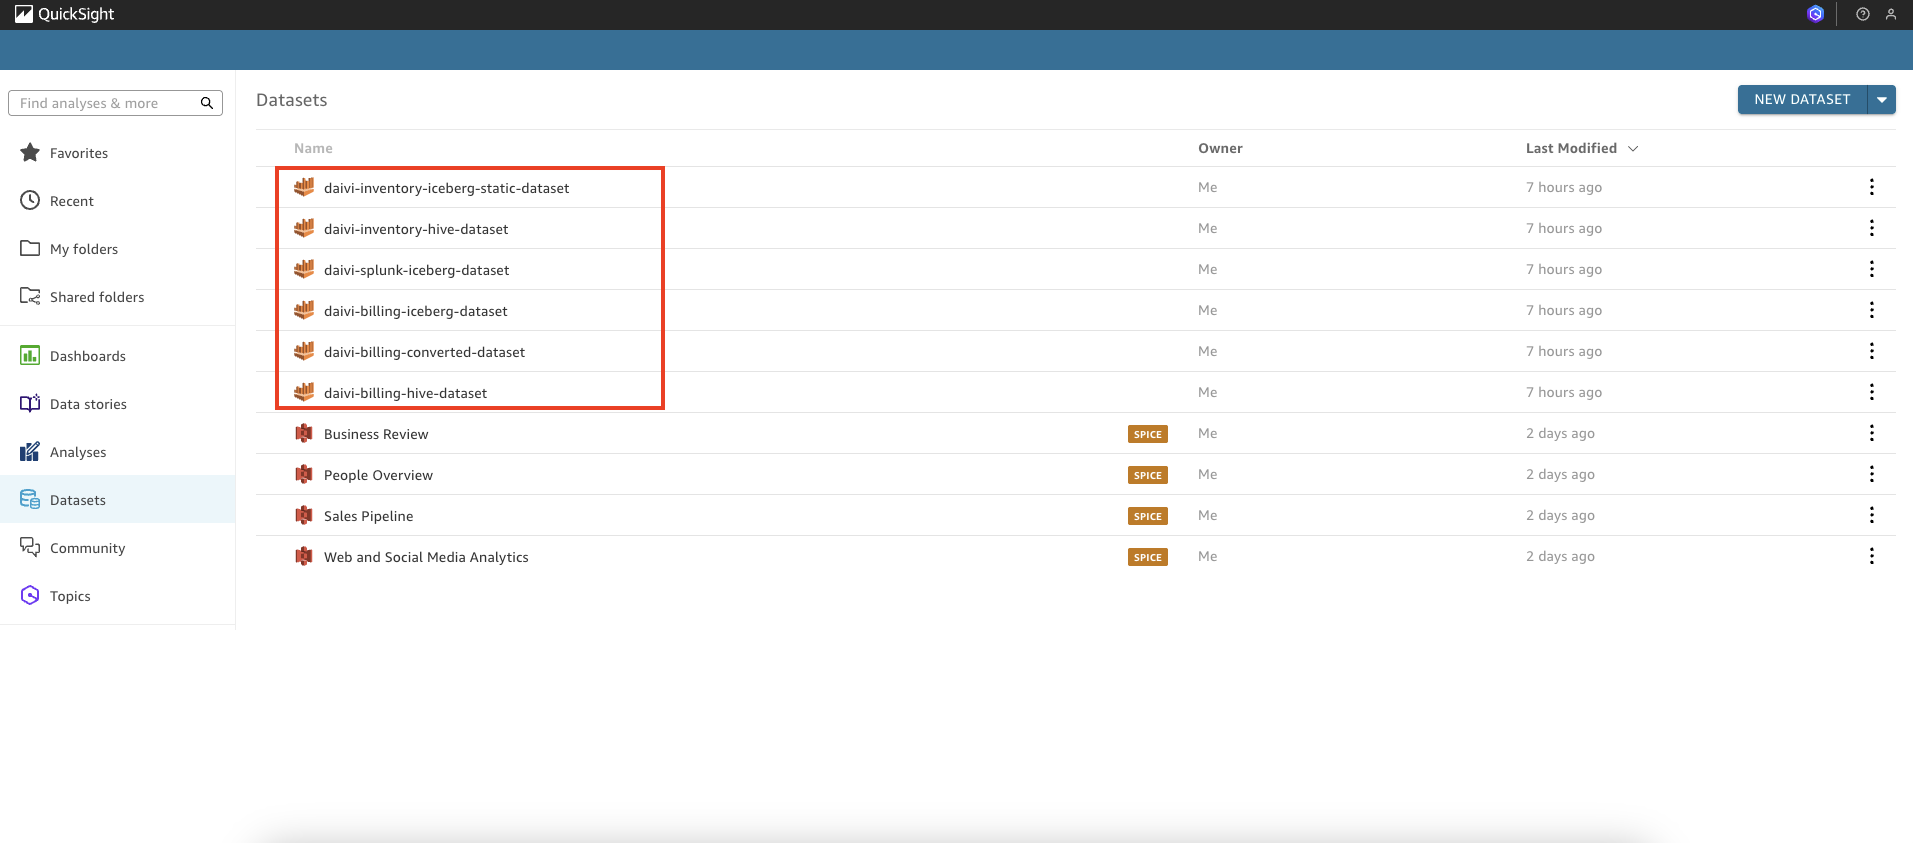 QuickSight
Find analyses & more
Favorites
Recent
My folders
Shared folders
Dashboards
Data stories
Analyses
Datasets
Community
Topics
Datasets
NEW DATASET
Name Owner Last Modified
daivi-inventory-iceberg-static-dataset Me 7 hours ago
daivi-inventory-hive-dataset Me 7 hours ago
daivi-splunk-iceberg-dataset Me 7 hours ago
daivi-billing-iceberg-dataset Me 7 hours ago
daivi-billing-converted-dataset Me 7 hours ago
daivi-billing-hive-dataset Me 7 hours ago
Business Review SPICE Me 2 days ago
People Overview SPICE Me 2 days ago
Sales Pipeline SPICE Me 2 days ago
Web and Social Media Analytics SPICE Me 2 days ago